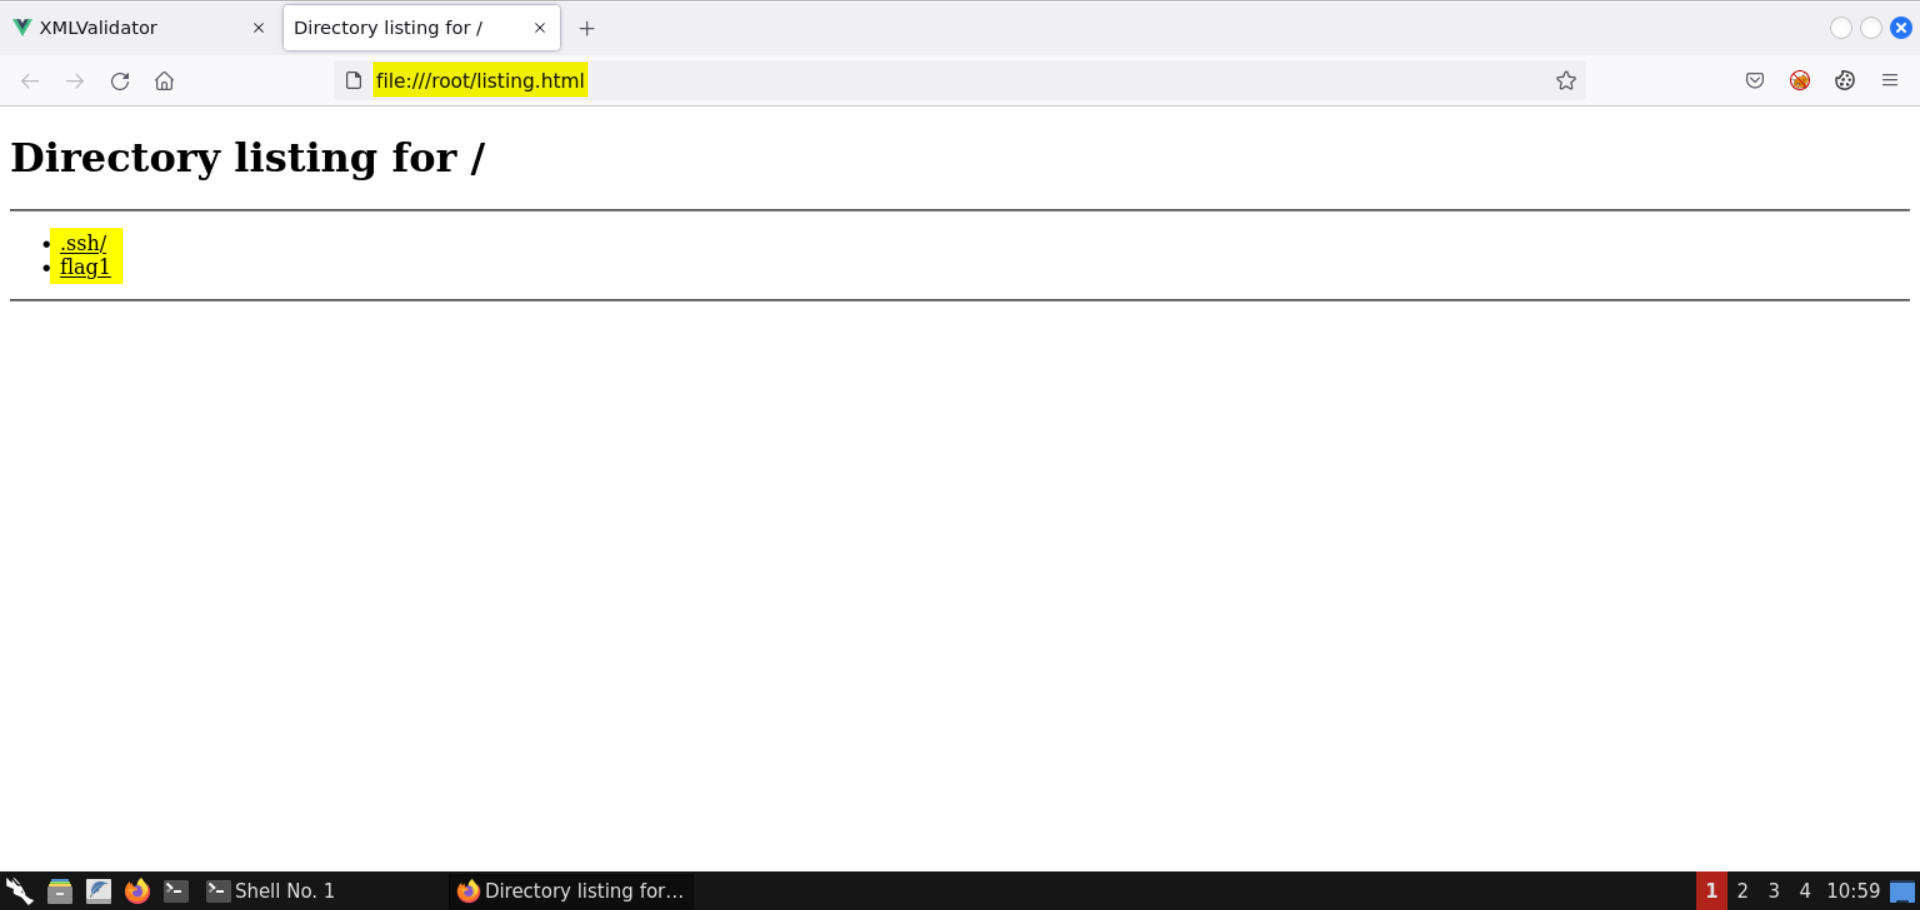 XMLValidator
Directory listing for /
file:///root/listing.html
Directory listing for /
.ssh/
flag1
Shell No. 1
Directory listing for...
1 2 3 4 10:59